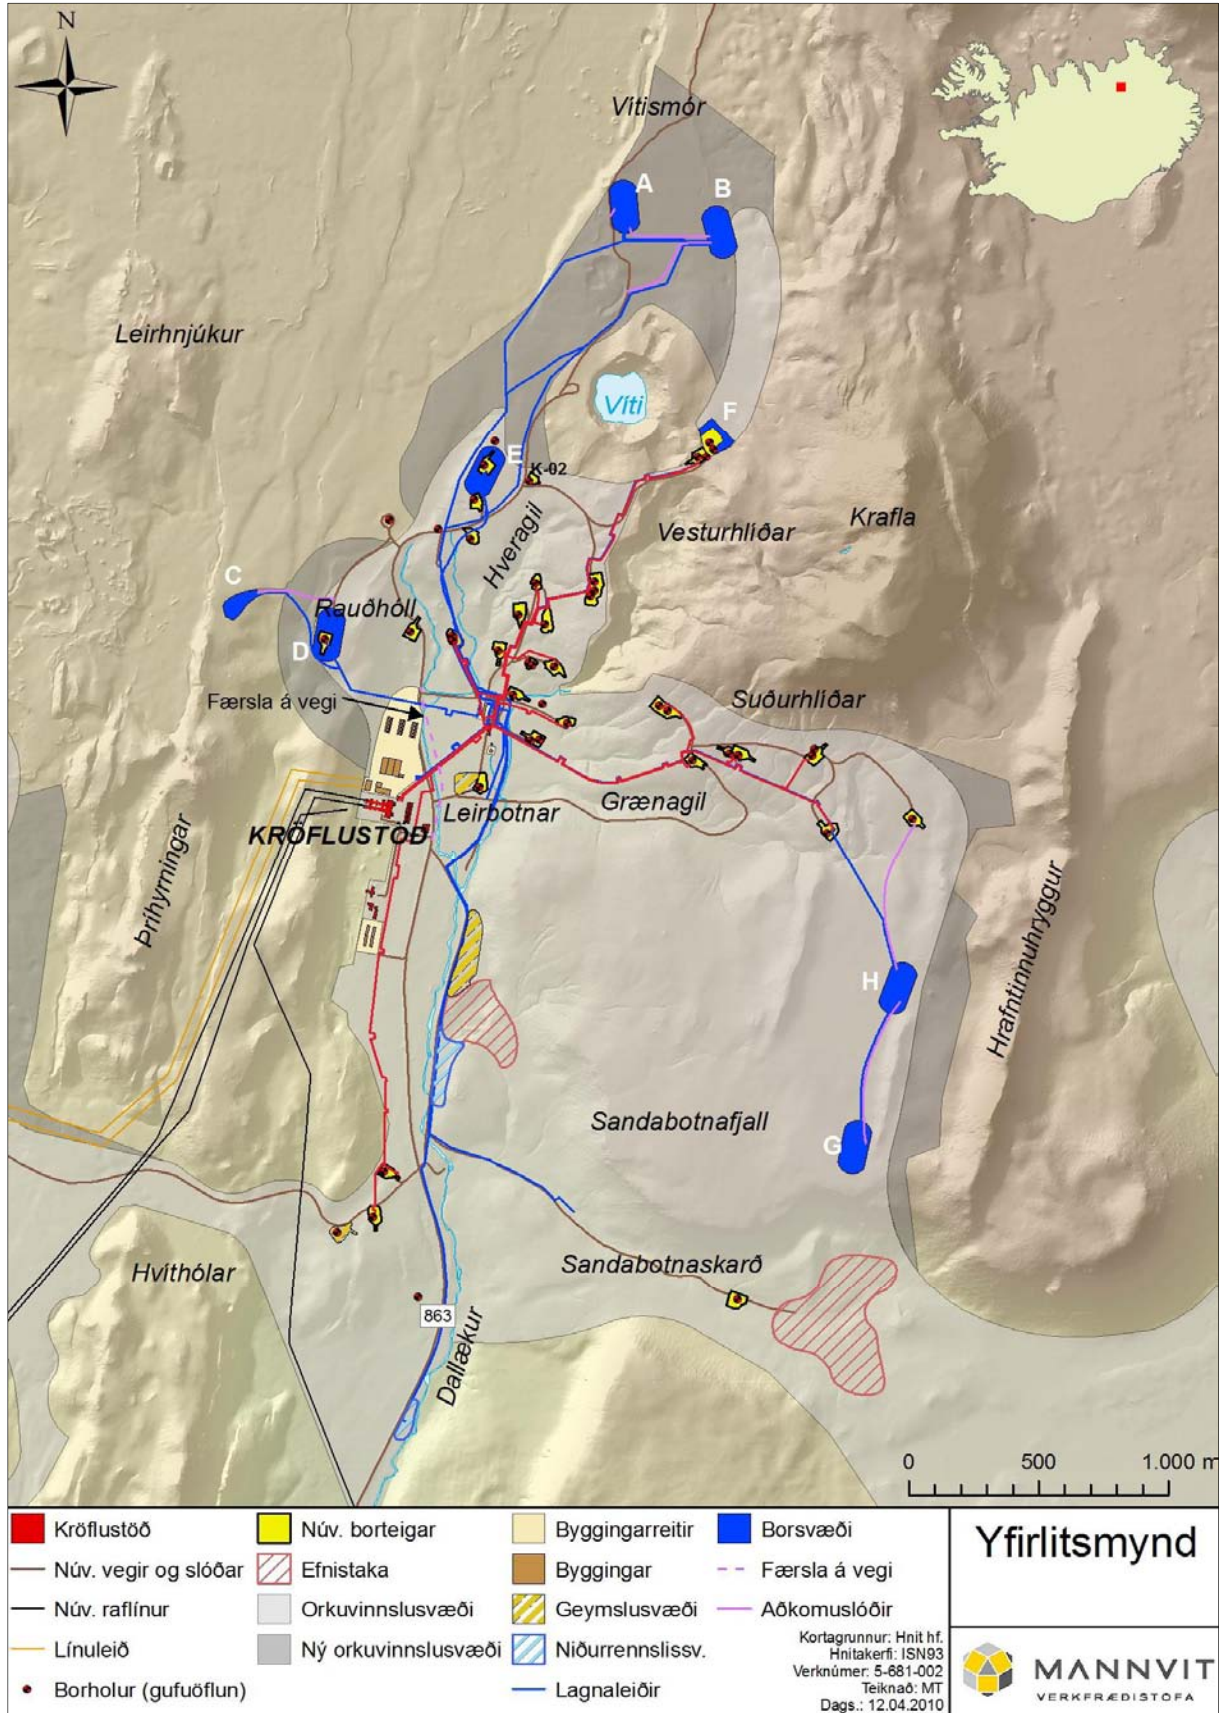 N
Vítismór
A
B
Leirhnjúkur
Víti
F
E
K-02
Hveragil
Vesturhlíðar
Krafla
C
Rauðhóll
D
Færsla á vegi
Suðurhlíðar
Grænagil
Leirbotnar
KRÖFLUSTÖÐ
Þríhyrningar
H
Hrafntinnuhryggur
Sandabotnafjall
G
Sandabotnaskarð
Hvíthólar
863
Dallækur
0 500 1.000 m
Kröflustöð
Núv. vegir og slóðar
Núv. raflínur
Línuleið
Borholur (gufuöflun)
Núv. borteigar
Efnistaka
Orkuvinnslusvæði
Ný orkuvinnslusvæði
Byggingarreitir
Byggingar
Geymslusvæði
Niðurrennslissv.
Lagnaleiðir
Borsvæði
Færsla á vegi
Aðkomuslóðir
Kortagrunnur: Hnit hf.
Hnitakerfi: ISN93
Verknúmer: 5-681-002
Teiknað: MT
Dags.: 12.04.2010
Yfirlitsmynd
MANNVIT
VERKFRÆÐISTOFA